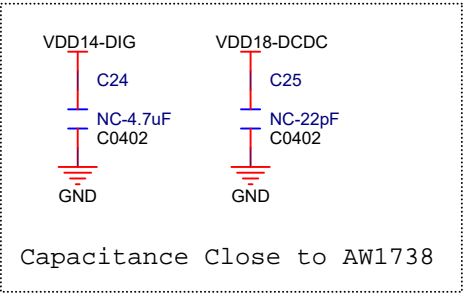 VDD14-DIG VDD18-DCDC
C24 C25
NC-4.7uF NC-22pF
C0402 C0402
GND GND
Capacitance Close to AW1738